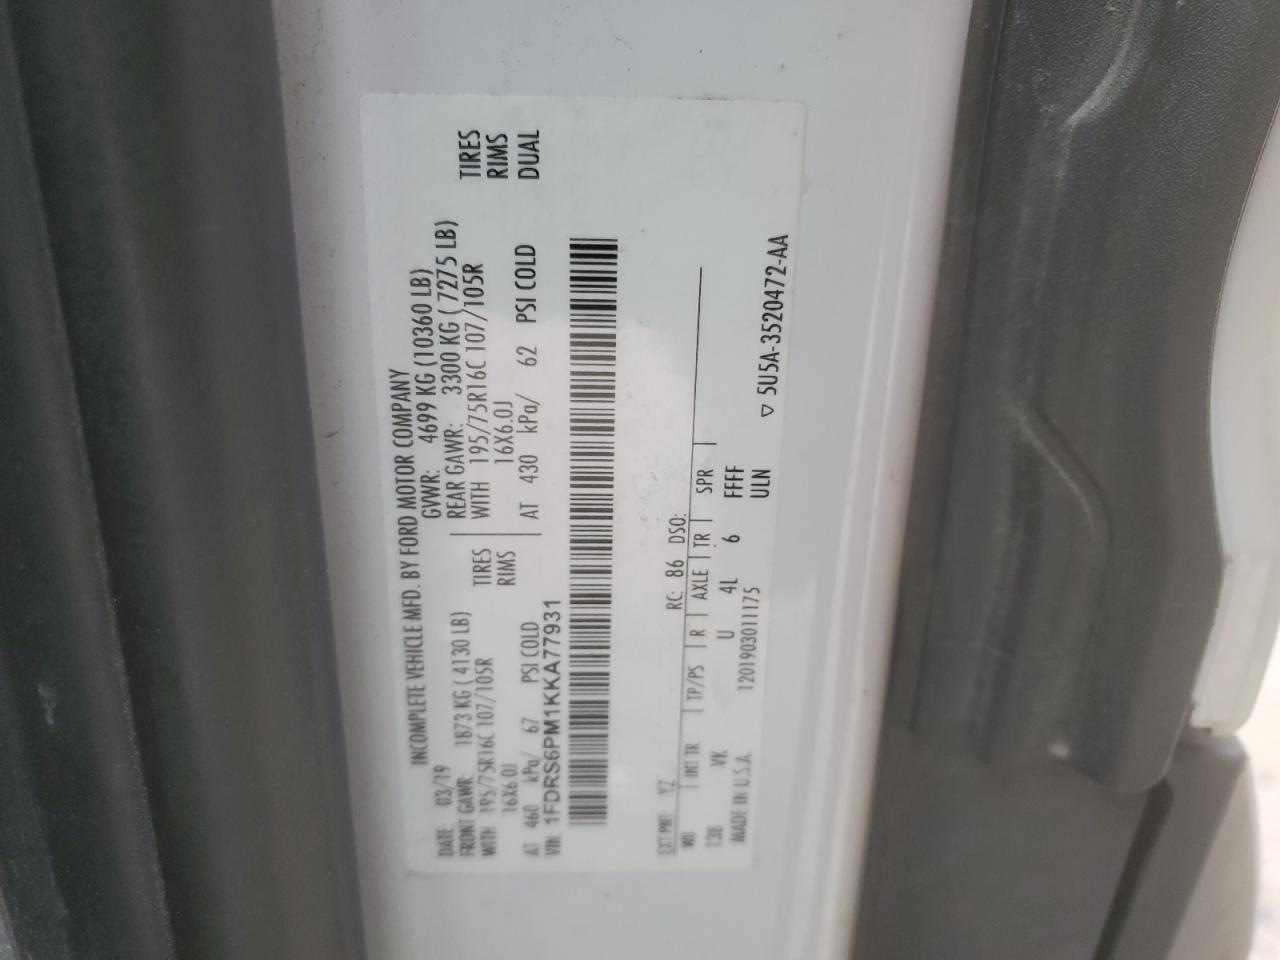 INCOMPLETE VEHICLE MFD. BY FORD MOTOR COMPANY
DATE: 03/19 GVWR: 4699 KG (10360 LB)
FRONT GAWR: 1873 KG ( 4130 LB) REAR GAWR: 3300 KG ( 7275 LB)
WITH 195/75R16C 107/105R TIRES WITH 195/75R16C 107/105R TIRES
16X6.0J RIMS 16X6.0J RIMS
AT 460 kPa/ 67 PSI COLD AT 430 kPa/ 62 PSI COLD DUAL
VIN: 1FDRS6PM1KKA77931
EXT PNT: YZ RC: 86 DSO:
WB INT TR TP/PS R AXLE TR SPR
138 VK U 4L 6 FFFF
MADE IN U.S.A. 1201903011175 ULN
▽ 5U5A-3520472-AA